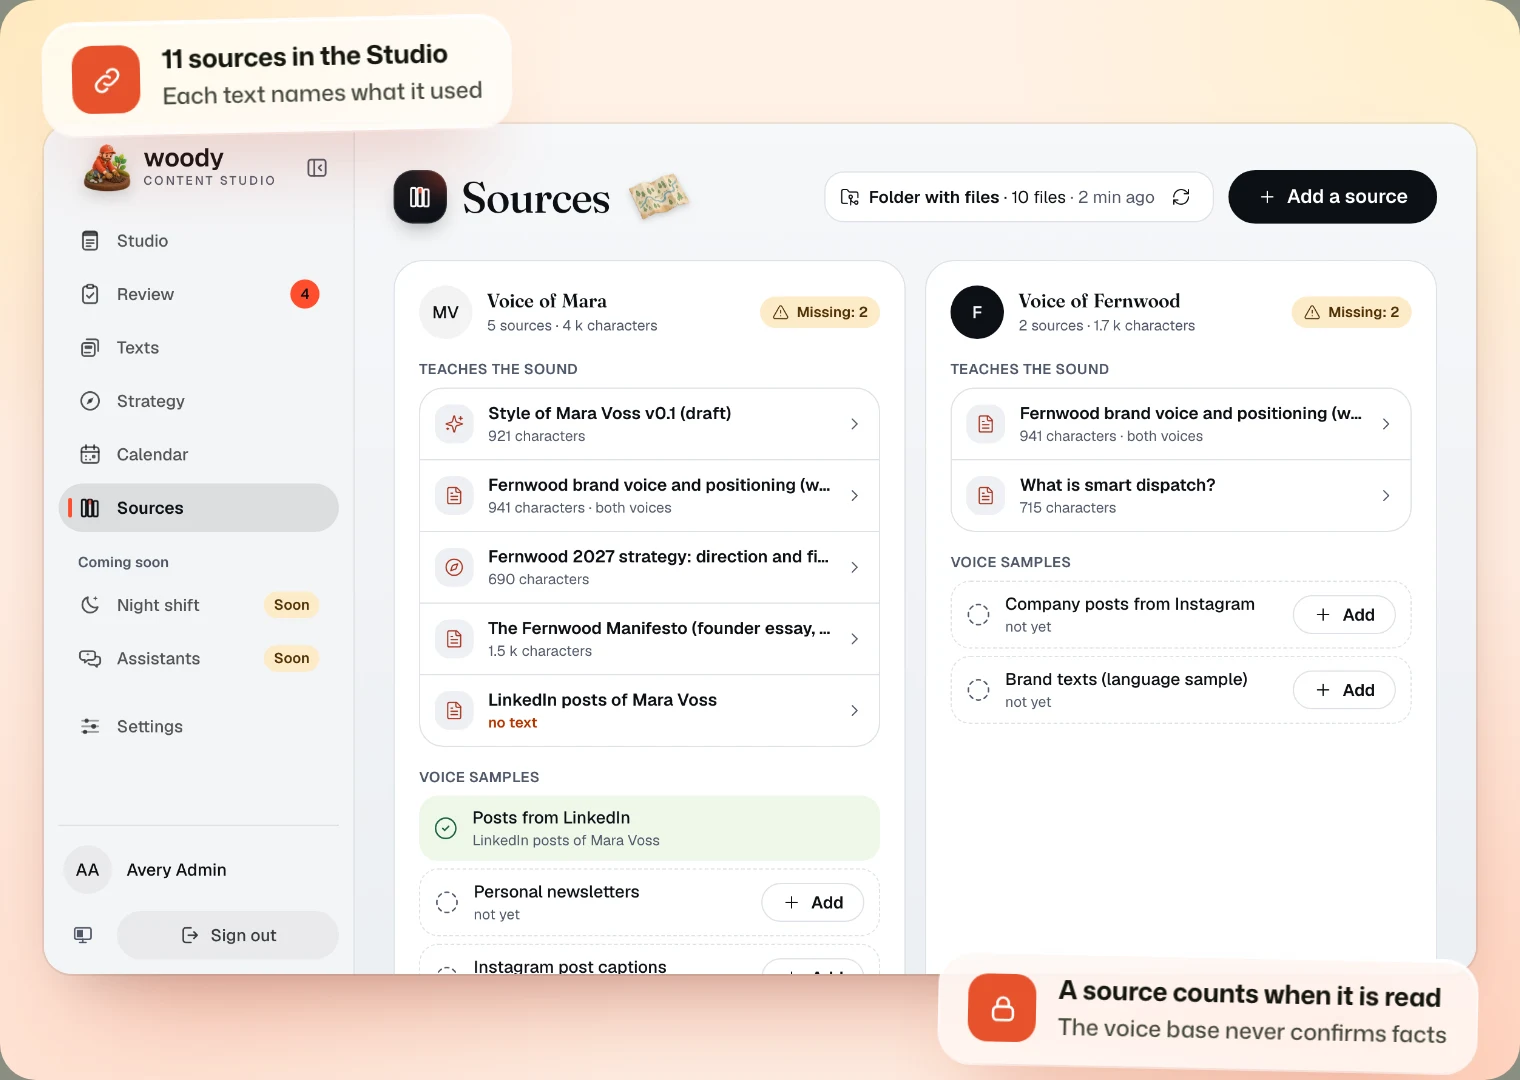 11 sources in the Studio
Each text names what it used
woody
CONTENT STUDIO
Studio
Review
4
Texts
Strategy
Calendar
Sources
Coming soon
Night shift
Soon
Assistants
Soon
Settings
AA
Avery Admin
Sign out
Sources
Folder with files · 10 files · 2 min ago
+ Add a source
MV
Voice of Mara
5 sources · 4 k characters
Missing: 2
TEACHES THE SOUND
Style of Mara Voss v0.1 (draft)
921 characters
Fernwood brand voice and positioning (w...
941 characters · both voices
Fernwood 2027 strategy: direction and fi...
690 characters
The Fernwood Manifesto (founder essay, ...
1.5 k characters
LinkedIn posts of Mara Voss
no text
VOICE SAMPLES
Posts from LinkedIn
LinkedIn posts of Mara Voss
Personal newsletters
not yet
+ Add
Instagram post captions
+ Add
F
Voice of Fernwood
2 sources · 1.7 k characters
Missing: 2
TEACHES THE SOUND
Fernwood brand voice and positioning (w...
941 characters · both voices
What is smart dispatch?
715 characters
VOICE SAMPLES
Company posts from Instagram
not yet
+ Add
Brand texts (language sample)
not yet
+ Add
A source counts when it is read
The voice base never confirms facts